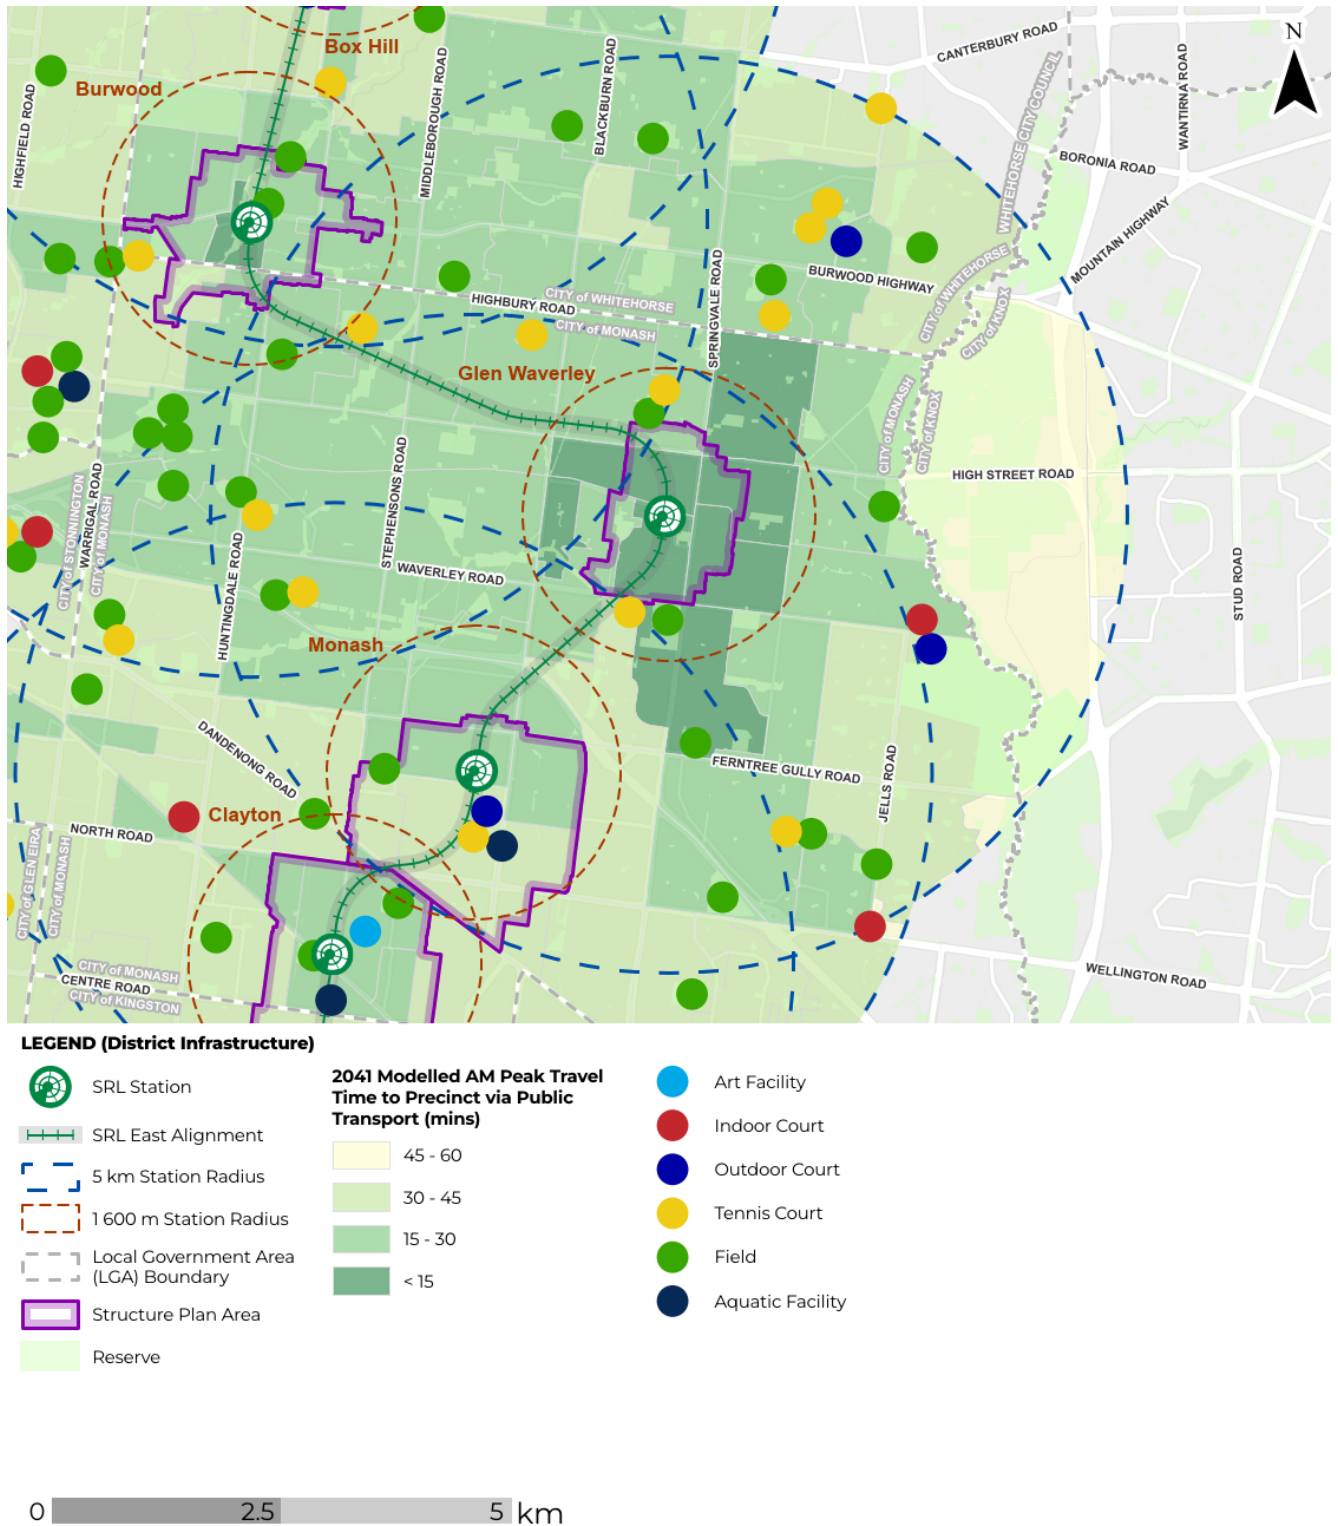 Box Hill
Burwood
HIGHFIELD ROAD
MIDDLEBOROUGH ROAD
BLACKBURN ROAD
CANTERBURY ROAD
WHITEHORSE CITY COUNCIL
WANTIRNA ROAD
N
BORONIA ROAD
MOUNTAIN HIGHWAY
SPRINGVALE ROAD
BURWOOD HIGHWAY
CITY of WHITEHORSE
CITY of KNOX
HIGHBURY ROAD
CITY of WHITEHORSE
CITY of MONASH
Glen Waverley
CITY of MONASH
CITY of KNOX
STEPHENSONS ROAD
HIGH STREET ROAD
CITY of STONNINGTON
WARRIGAL ROAD
CITY of MONASH
HUNTINGDALE ROAD
WAVERLEY ROAD
STUD ROAD
Monash
DANDENONG ROAD
FERNTREE GULLY ROAD
JELLS ROAD
Clayton
NORTH ROAD
CITY of GLEN EIRA
CITY of MONASH
CITY of MONASH
CENTRE ROAD
CITY of KINGSTON
WELLINGTON ROAD
LEGEND (District Infrastructure)
SRL Station
SRL East Alignment
5 km Station Radius
1 600 m Station Radius
Local Government Area
(LGA) Boundary
Structure Plan Area
Reserve
2041 Modelled AM Peak Travel
Time to Precinct via Public
Transport (mins)
45 - 60
30 - 45
15 - 30
< 15
Art Facility
Indoor Court
Outdoor Court
Tennis Court
Field
Aquatic Facility
0 2.5 5 km